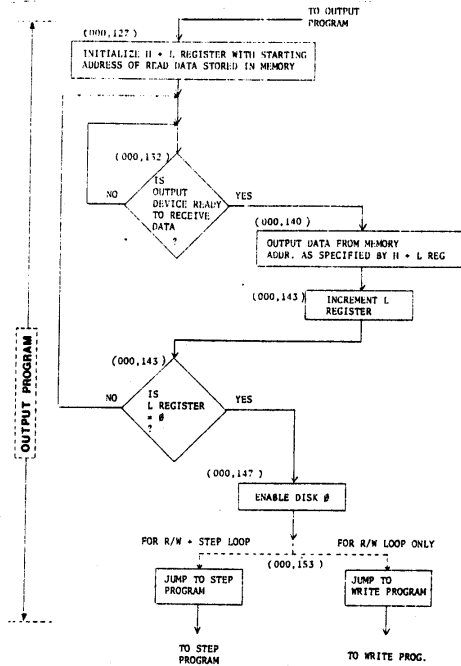 TO OUTPUT
PROGRAM
(000,127)
INITIALIZE H + L REGISTER WITH STARTING
ADDRESS OF READ DATA STORED IN MEMORY
(000,132)
IS
OUTPUT
DEVICE READY
TO RECEIVE
DATA
?
NO
YES
(000,140)
OUTPUT DATA FROM MEMORY
ADDR. AS SPECIFIED BY H + L REG
(000,143)
INCREMENT L
REGISTER
(000,143)
IS
L REGISTER
= Ø
?
NO
YES
(000,147)
ENABLE DISK Ø
FOR R/W + STEP LOOP
FOR R/W LOOP ONLY
(000,153)
JUMP TO STEP
PROGRAM
JUMP TO
WRITE PROGRAM
TO STEP
PROGRAM
TO WRITE PROG.
OUTPUT PROGRAM